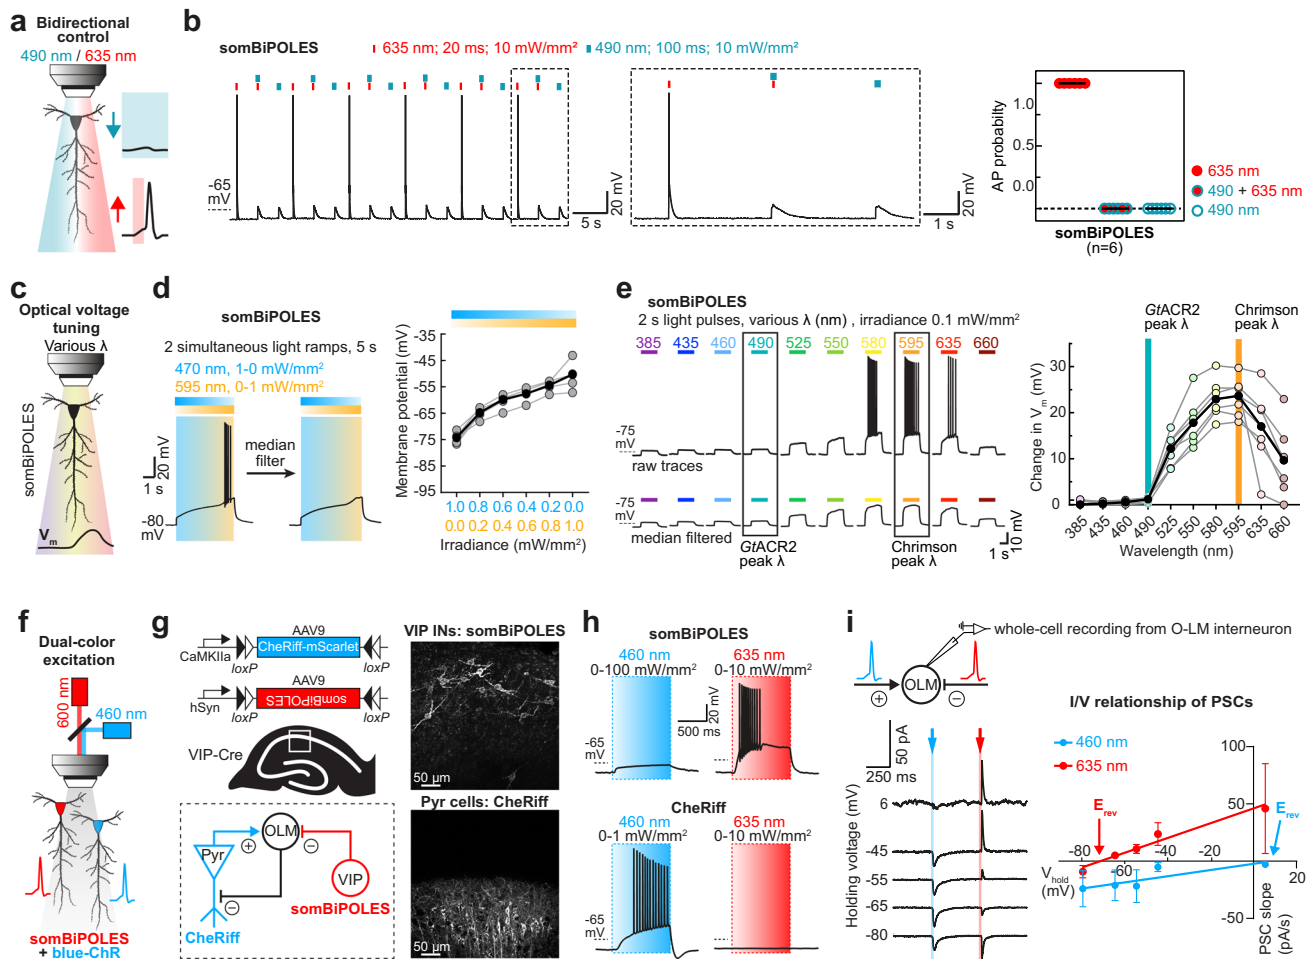 a
Bidirectional
control
490 nm / 635 nm
b
somBiPOLES
635 nm; 20 ms; 10 mW/mm²
490 nm; 100 ms; 10 mW/mm²
-65
mV
20 mV
5 s
20 mV
1 s
AP probabilty
1.0
0.5
0.0
somBiPOLES
(n=6)
635 nm
490 + 635 nm
490 nm
c
Optical voltage
tuning
Various λ
somBiPOLES
Vm
d
somBiPOLES
2 simultaneous light ramps, 5 s
470 nm, 1-0 mW/mm²
595 nm, 0-1 mW/mm²
20 mV
1 s
median
filter
-80
mV
Membrane potential (mV)
-35
-45
-55
-65
-75
-85
-95
1.0 0.8 0.6 0.4 0.2 0.0
0.0 0.2 0.4 0.6 0.8 1.0
Irradiance (mW/mm²)
e
somBiPOLES
2 s light pulses, various λ (nm) , irradiance 0.1 mW/mm²
385 435 460 490 525 550 580 595 635 660
-75
mV
raw traces
-75
mV
median filtered
GtACR2
peak λ
Chrimson
peak λ
1 s
10 mV
GtACR2
peak λ
Chrimson
peak λ
Change in Vm (mV)
30
20
10
0
385 435 460 490 525 550 580 595 635 660
Wavelength (nm)
f
Dual-color
excitation
600 nm
460 nm
somBiPOLES
+ blue-ChR
g
AAV9
CheRiff-mScarlet
CaMKIIa
loxP
loxP
AAV9
somBiPOLES
hSyn
loxP
loxP
VIP-Cre
OLM
Pyr
VIP
+
−
−
somBiPOLES
CheRiff
VIP INs: somBiPOLES
50 µm
Pyr cells: CheRiff
50 µm
h
somBiPOLES
460 nm
0-100 mW/mm²
635 nm
0-10 mW/mm²
20 mV
500 ms
-65
mV
CheRiff
460 nm
0-1 mW/mm²
635 nm
0-10 mW/mm²
-65
mV
i
whole-cell recording from O-LM interneuron
OLM
+
−
50 pA
250 ms
Holding voltage (mV)
6
-45
-55
-65
-80
I/V relationship of PSCs
460 nm
635 nm
Erev
Erev
100
50
-50
-80
-60
-40
-20
20
Vhold
(mV)
PSC slope
(pA/s)